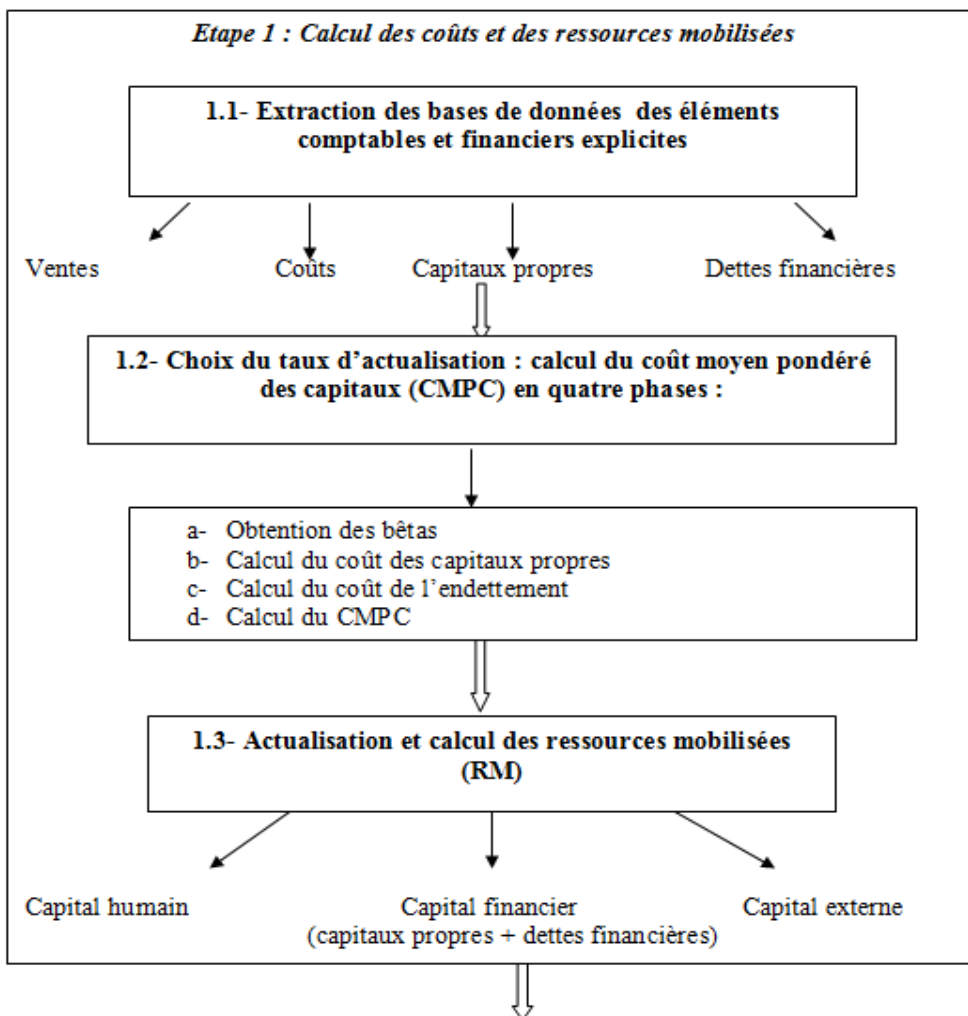 Etape 1 : Calcul des coûts et des ressources mobilisées
1.1- Extraction des bases de données des éléments
comptables et financiers explicites
Ventes Coûts Capitaux propres Dettes financières
1.2- Choix du taux d'actualisation : calcul du coût moyen pondéré
des capitaux (CMPC) en quatre phases :
a- Obtention des bêtas
b- Calcul du coût des capitaux propres
c- Calcul du coût de l'endettement
d- Calcul du CMPC
1.3- Actualisation et calcul des ressources mobilisées
(RM)
Capital humain Capital financier Capital externe
(capitaux propres + dettes financières)